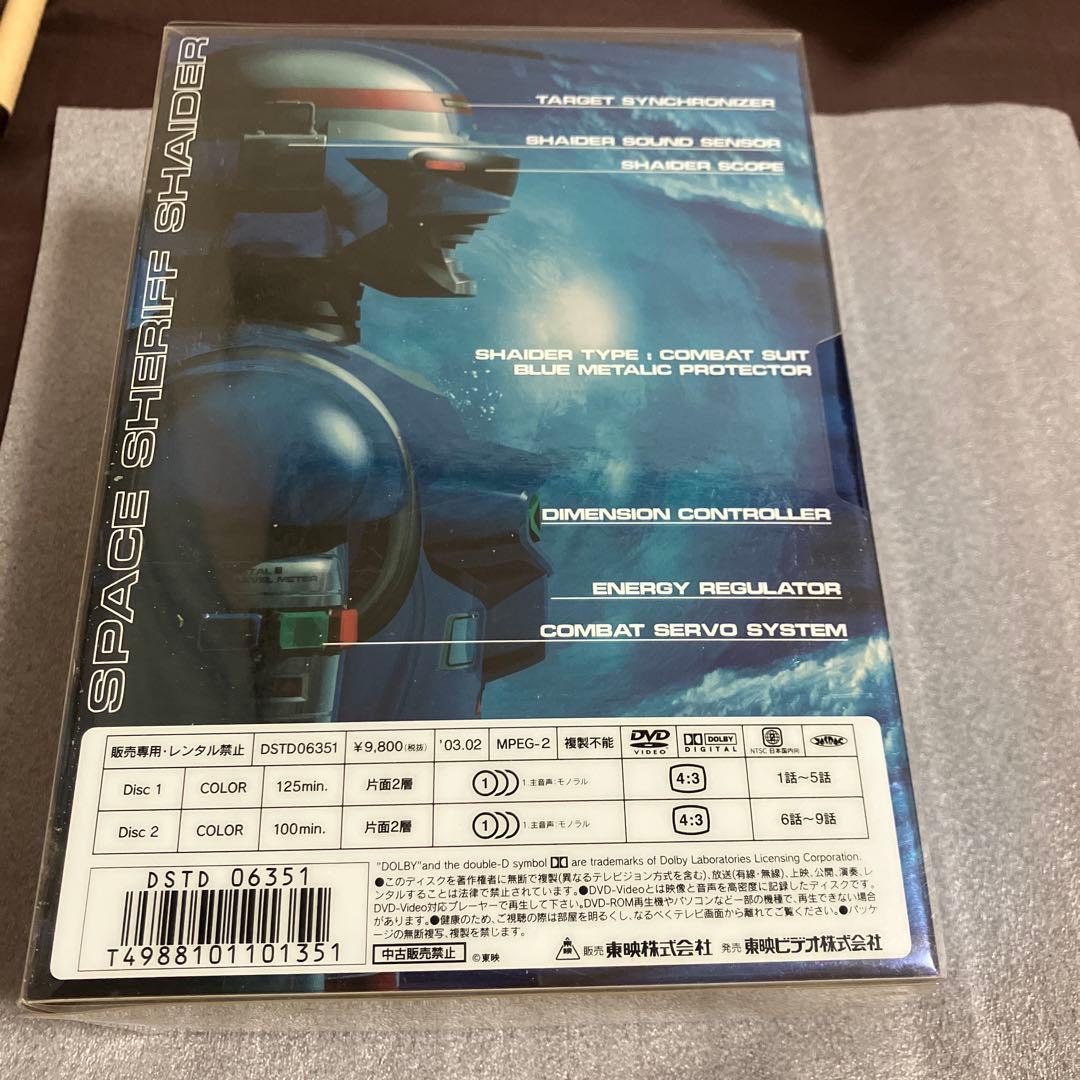 SPACE SHERIFF SHAIDER
TARGET SYNCHRONIZER
SHAIDER SOUND SENSOR
SHAIDER SCOPE
SHAIDER TYPE : COMBAT SUIT
BLUE METALIC PROTECTOR
DIMENSION CONTROLLER
LEVEL METER
ENERGY REGULATOR
COMBAT SERVO SYSTEM
販売専用・レンタル禁止 DSTD06351 ¥9,800(税抜) '03.02 MPEG-2 複製不能 DVD VIDEO DOLBY DIGITAL 2 NTSC 日本国内向
Disc 1 COLOR 125min. 片面2層 1 1.主音声:モノラル 4:3 1話～5話
Disc 2 COLOR 100min. 片面2層 1 1.主音声:モノラル 4:3 6話～9話
"DOLBY"and the double-D symbol are trademarks of Dolby Laboratories Licensing Corporation.
●このディスクを著作権者に無断で複製(異なるテレビジョン方式を含む)、放送(有線・無線)、上映、公開、演奏、レ
ンタルすることは法律で禁止されています。●DVD-Videoとは映像と音声を高密度に記録したディスクです。
DVD-Video対応プレーヤーで再生して下さい。DVD-ROM再生機やパソコンなど一部の機種で、再生できない場合
があります。●健康のため、ご視聴の際は部屋を明るくし、なるべくテレビ画面から離れてご覧ください。●パッケ
ージの無断複写、複製を禁じます。
DSTD 06351
T4988101101351
中古販売禁止 ©東映 東映 販売 東映株式会社 発売 東映ビデオ株式会社